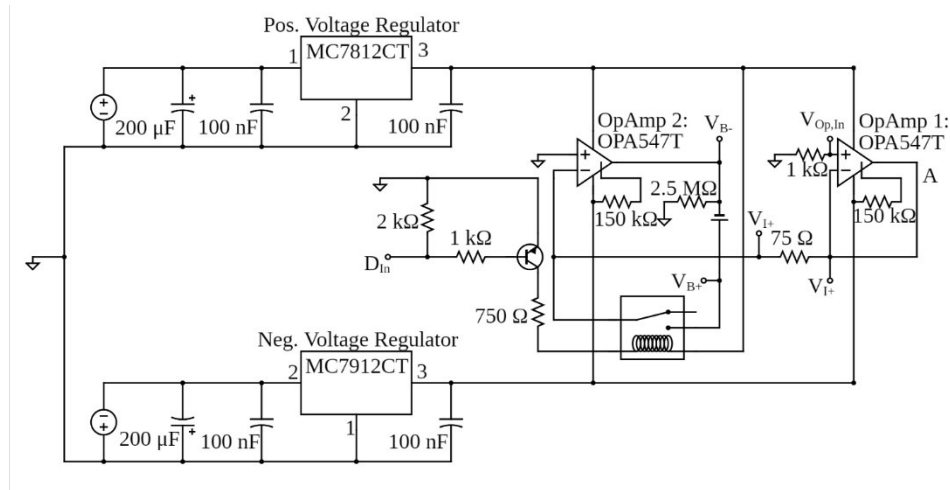 Pos. Voltage Regulator
1
MC7812CT
3
2
200 μF
100 nF
100 nF
OpAmp 2:
OPA547T
V_B-
V_Op,In
OpAmp 1:
OPA547T
1 kΩ
A
2.5 MΩ
150 kΩ
150 kΩ
2 kΩ
1 kΩ
D_In
V_I+
75 Ω
V_B+
V_I+
750 Ω
Neg. Voltage Regulator
2
MC7912CT
3
1
200 μF
100 nF
100 nF